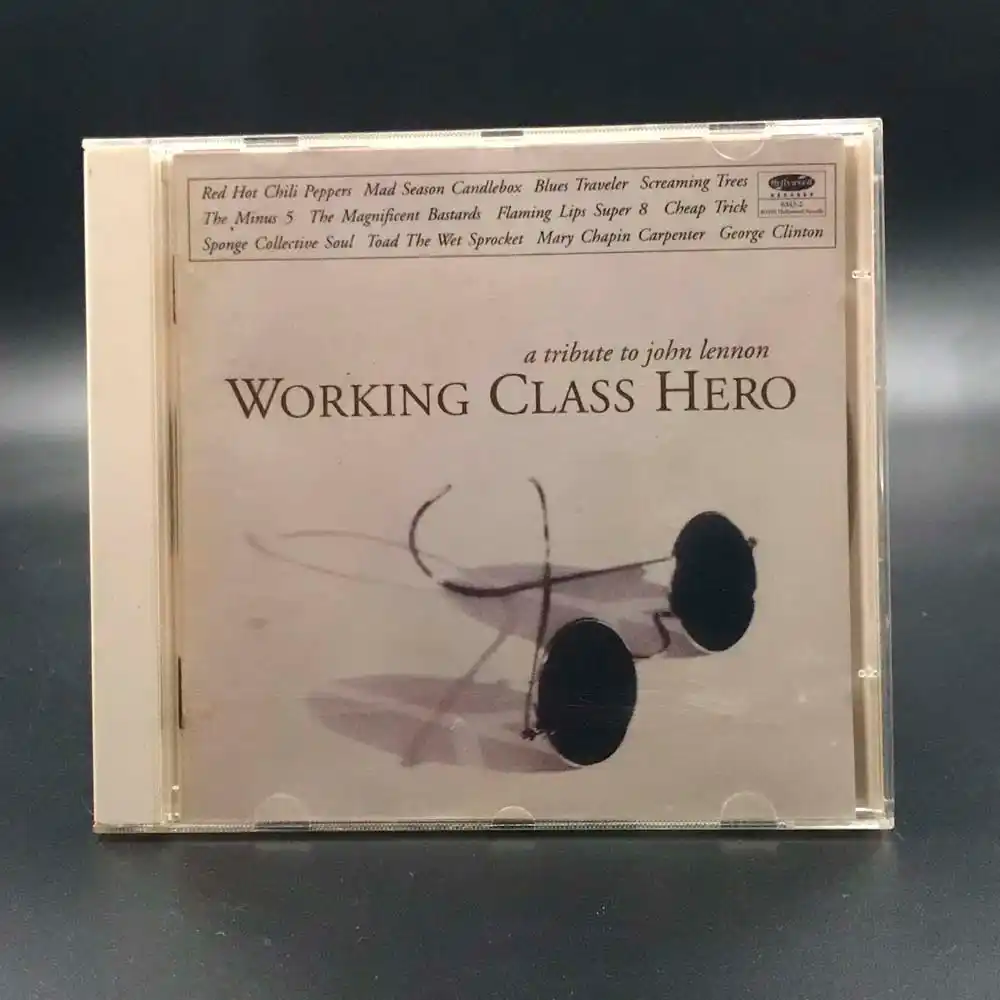 Red Hot Chili Peppers Mad Season Candlebox Blues Traveler Screaming Trees
The Minus 5 The Magnificent Bastards Flaming Lips Super 8 Cheap Trick
Sponge Collective Soul Toad The Wet Sprocket Mary Chapin Carpenter George Clinton
Hollywood
RECORDS
a tribute to john lennon
WORKING CLASS HERO